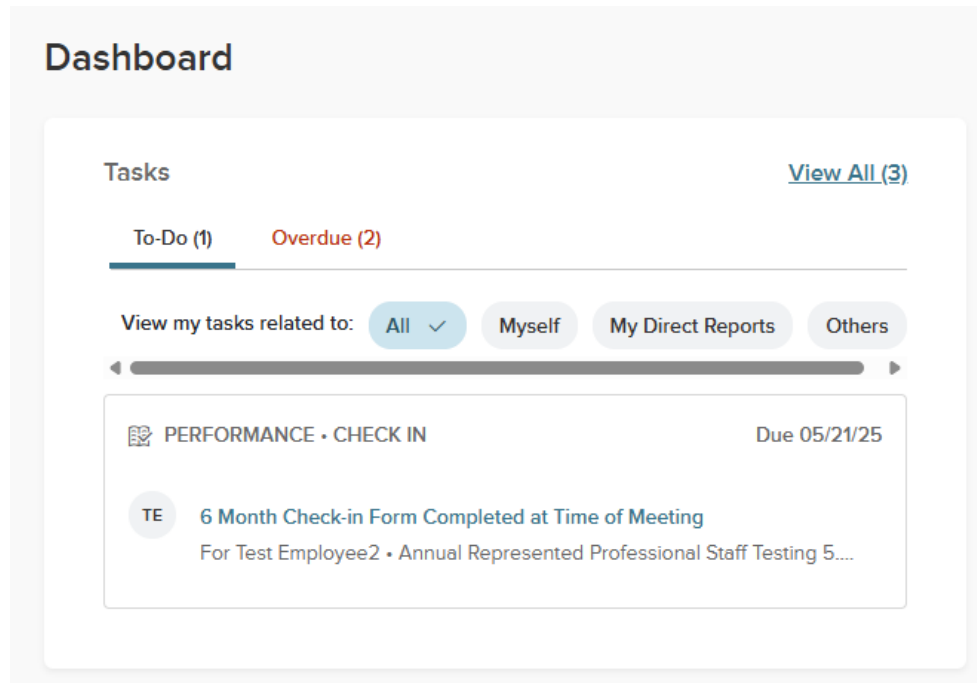 Dashboard
Tasks
View All (3)
To-Do (1) Overdue (2)
View my tasks related to: All Myself My Direct Reports Others
PERFORMANCE • CHECK IN Due 05/21/25
TE 6 Month Check-in Form Completed at Time of Meeting
For Test Employee2 • Annual Represented Professional Staff Testing 5....